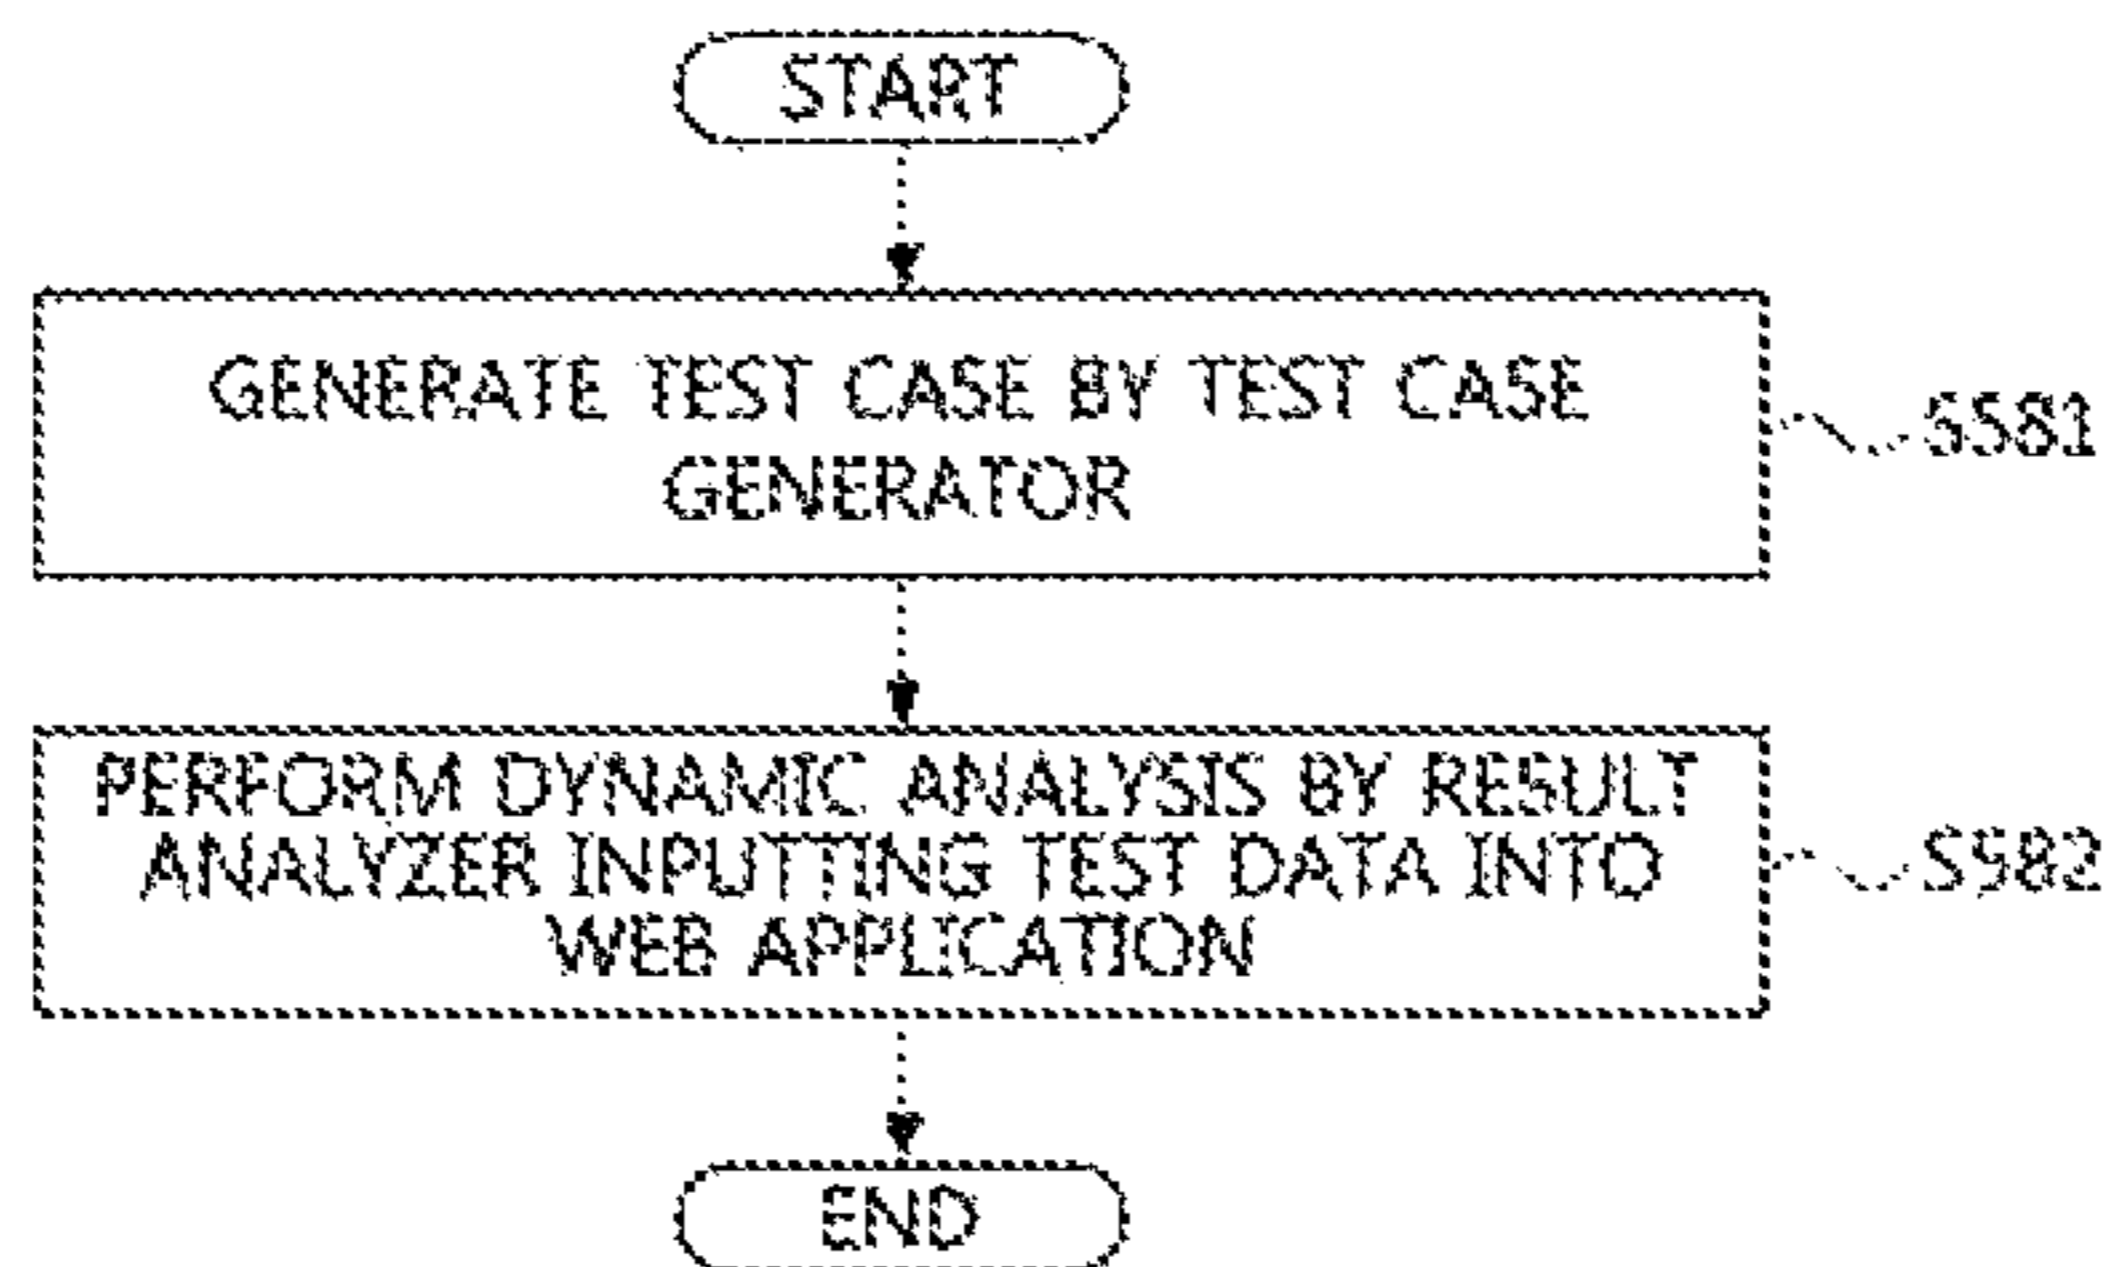 START
GENERATE TEST CASE BY TEST CASE
GENERATOR
S581
PERFORM DYNAMIC ANALYSIS BY RESULT
ANALYZER INPUTTING TEST DATA INTO
WEB APPLICATION
S582
END